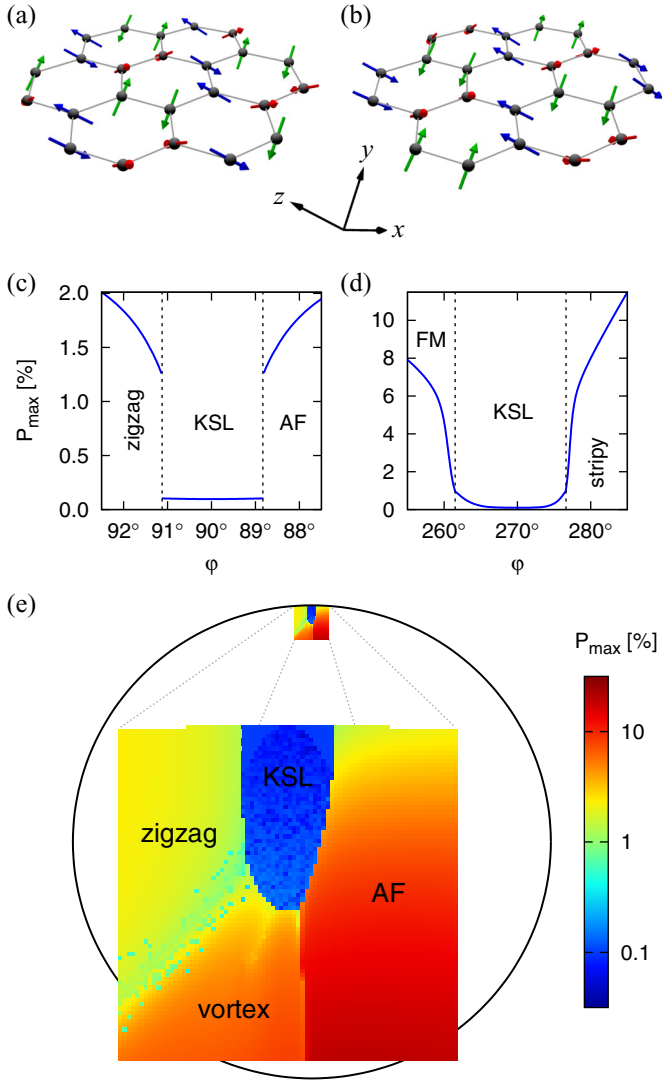 (a)
(b)
y
z
x
(c)
(d)
2.0
1.5
1.0
0.5
0.0
P_max [%]
zigzag
KSL
AF
92° 91° 90° 89° 88°
φ
10
8
6
4
2
0
FM
KSL
stripy
260° 270° 280°
φ
(e)
P_max [%]
10
1
0.1
KSL
zigzag
AF
vortex